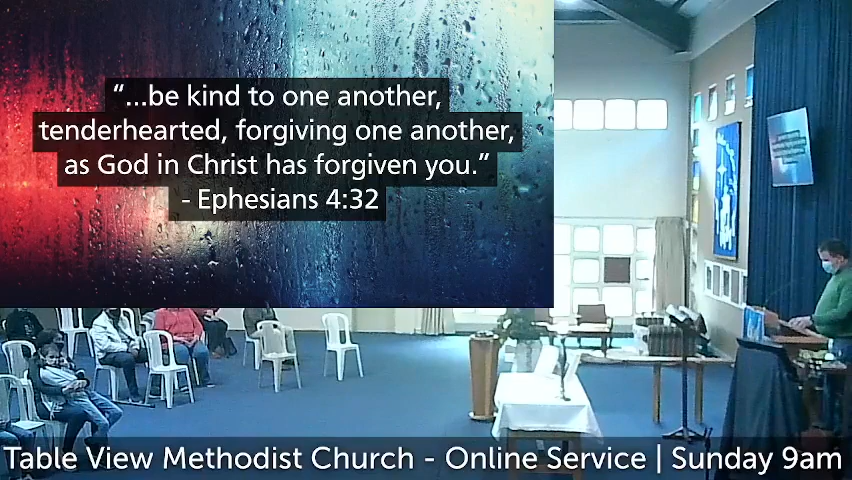 “...be kind to one another,
tenderhearted, forgiving one another,
as God in Christ has forgiven you.”
- Ephesians 4:32
Table View Methodist Church - Online Service | Sunday 9am